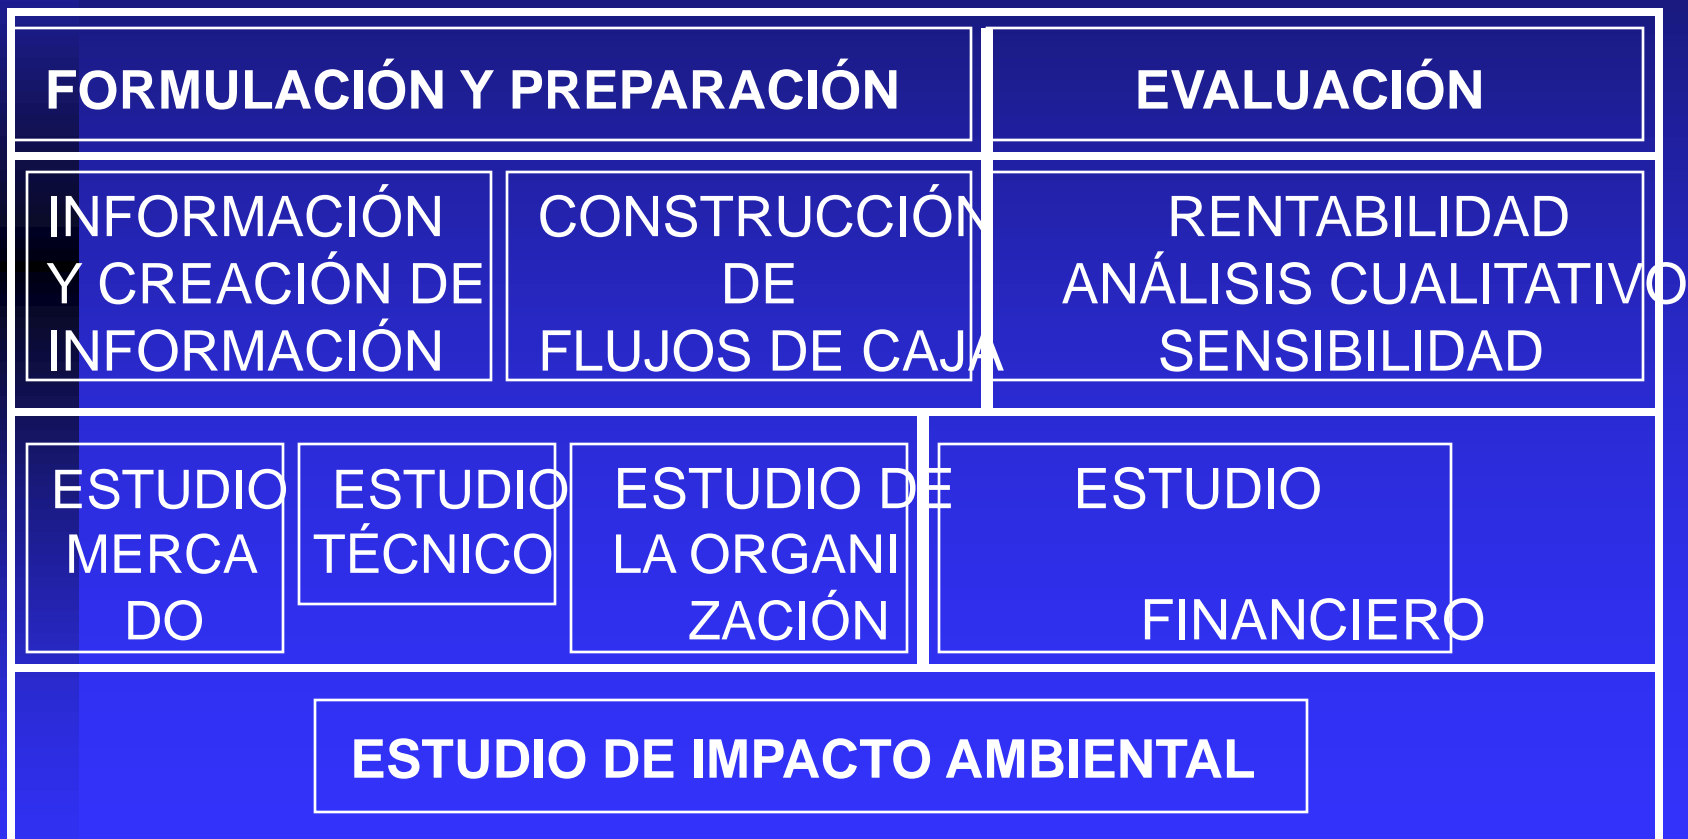 FORMULACIÓN Y PREPARACIÓN
EVALUACIÓN
INFORMACIÓN
Y CREACIÓN DE
INFORMACIÓN
CONSTRUCCIÓN
DE
FLUJOS DE CAJA
RENTABILIDAD
ANÁLISIS CUALITATIVO
SENSIBILIDAD
ESTUDIO
MERCA
DO
ESTUDIO
TÉCNICO
ESTUDIO DE
LA ORGANI
ZACIÓN
ESTUDIO
FINANCIERO
ESTUDIO DE IMPACTO AMBIENTAL